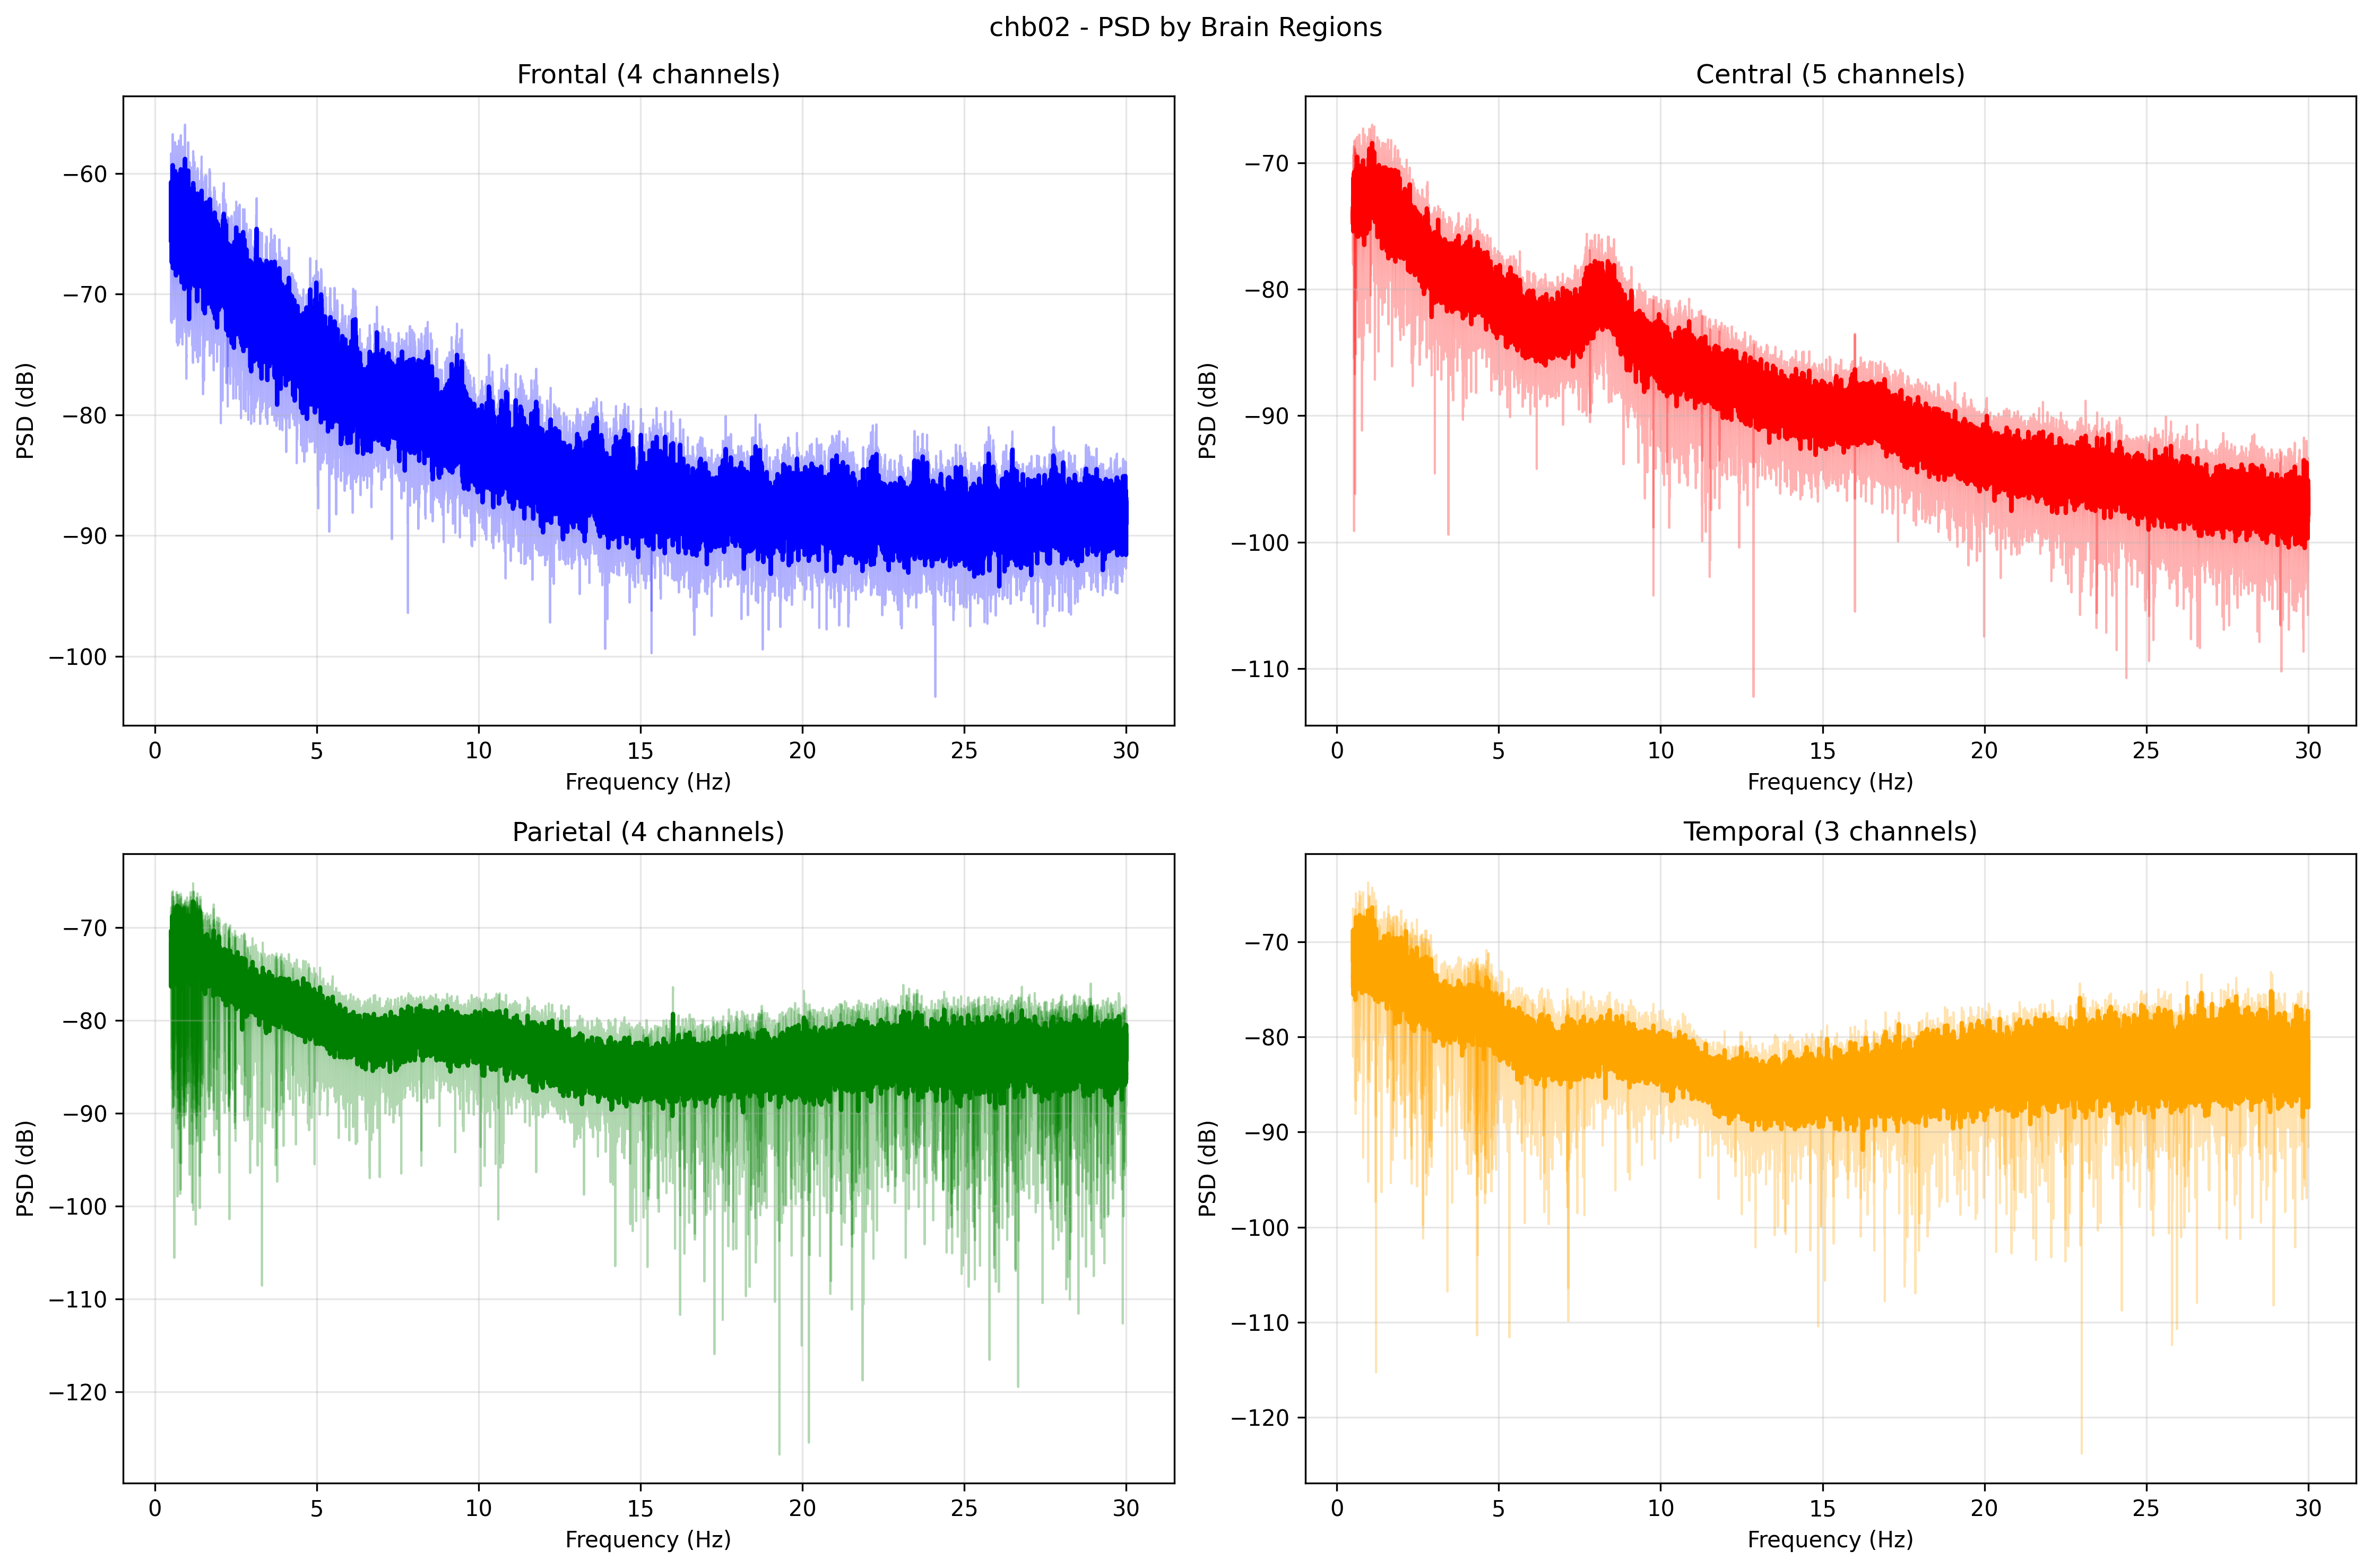 chb02 - PSD by Brain Regions
Frontal (4 channels)
PSD (dB)
−60
−70
−80
−90
−100
0 5 10 15 20 25 30
Frequency (Hz)
Central (5 channels)
PSD (dB)
−70
−80
−90
−100
−110
0 5 10 15 20 25 30
Frequency (Hz)
Parietal (4 channels)
PSD (dB)
−70
−80
−90
−100
−110
−120
0 5 10 15 20 25 30
Frequency (Hz)
Temporal (3 channels)
PSD (dB)
−70
−80
−90
−100
−110
−120
0 5 10 15 20 25 30
Frequency (Hz)